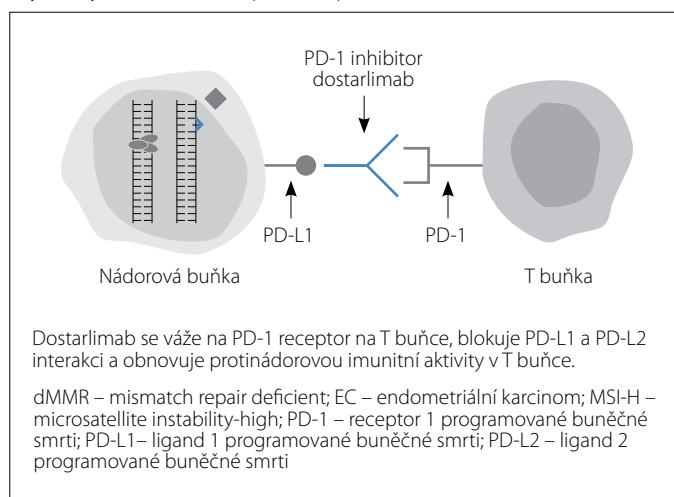 PD-1 inhibitor
dostarlimab
PD-L1
PD-1
Nádorová buňka
T buňka
Dostarlimab se váže na PD-1 receptor na T buňce, blokuje PD-L1 a PD-L2
interakci a obnovuje protinádorovou imunitní aktivity v T buňce.
dMMR – mismatch repair deficient; EC – endometriální karcinom; MSI-H –
microsatellite instability-high; PD-1 – receptor 1 programované buněčné
smrti; PD-L1– ligand 1 programované buněčné smrti; PD-L2 – ligand 2
programované buněčné smrti